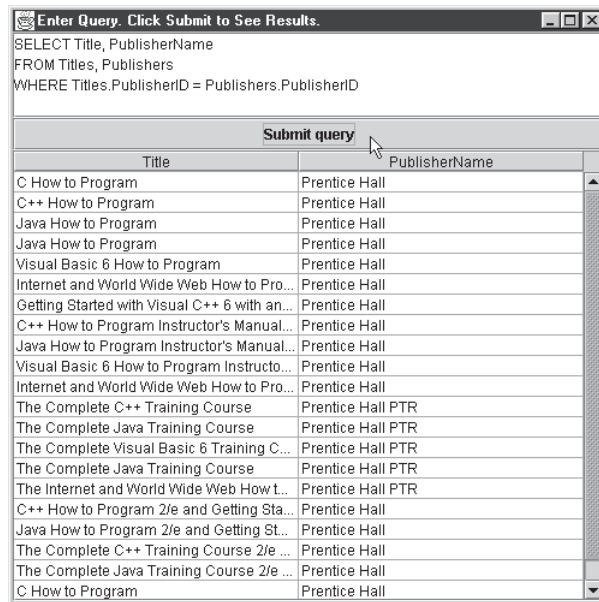 Enter Query. Click Submit to See Results.
SELECT Title, PublisherName
FROM Titles, Publishers
WHERE Titles.PublisherID = Publishers.PublisherID
Submit query
Title PublisherName
C How to Program Prentice Hall
C++ How to Program Prentice Hall
Java How to Program Prentice Hall
Java How to Program Prentice Hall
Visual Basic 6 How to Program Prentice Hall
Internet and World Wide Web How to Pro... Prentice Hall
Getting Started with Visual C++ 6 with an... Prentice Hall
C++ How to Program Instructor's Manual... Prentice Hall
Java How to Program Instructor's Manual... Prentice Hall
Visual Basic 6 How to Program Instructo... Prentice Hall
Internet and World Wide Web How to Pro... Prentice Hall
The Complete C++ Training Course Prentice Hall PTR
The Complete Java Training Course Prentice Hall PTR
The Complete Visual Basic 6 Training C... Prentice Hall PTR
The Complete Java Training Course Prentice Hall PTR
The Internet and World Wide Web How t... Prentice Hall PTR
C++ How to Program 2/e and Getting Sta... Prentice Hall
Java How to Program 2/e and Getting St... Prentice Hall
The Complete C++ Training Course 2/e ... Prentice Hall
The Complete Java Training Course 2/e ... Prentice Hall
C How to Program Prentice Hall